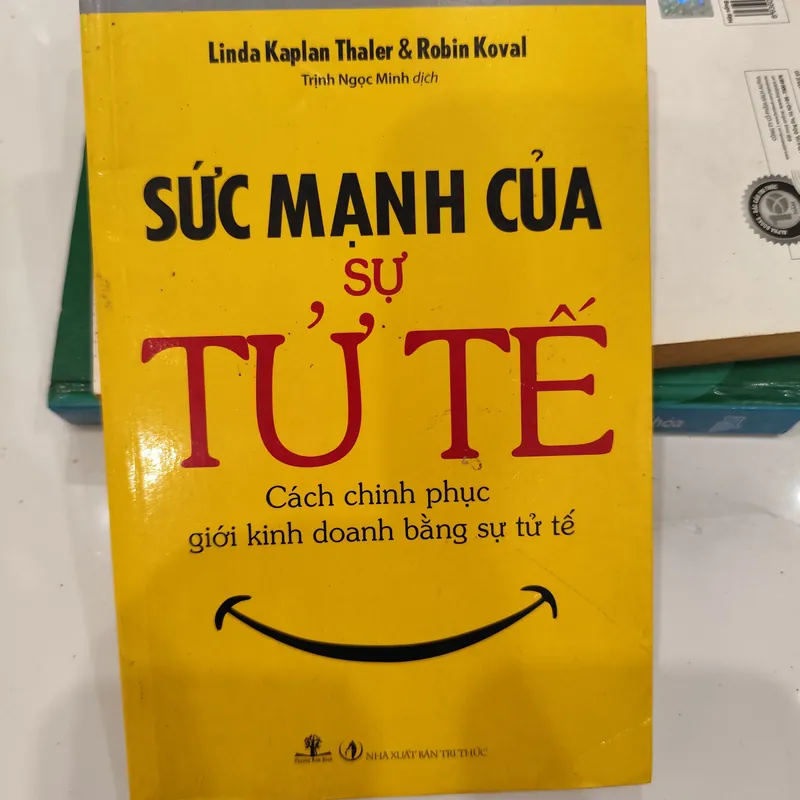 Linda Kaplan Thaler & Robin Koval
Trịnh Ngọc Minh dịch
SỨC MẠNH CỦA
SỰ
TỬ TẾ
Cách chinh phục
giới kinh doanh bằng sự tử tế
NHÀ XUẤT BẢN TRI THỨC